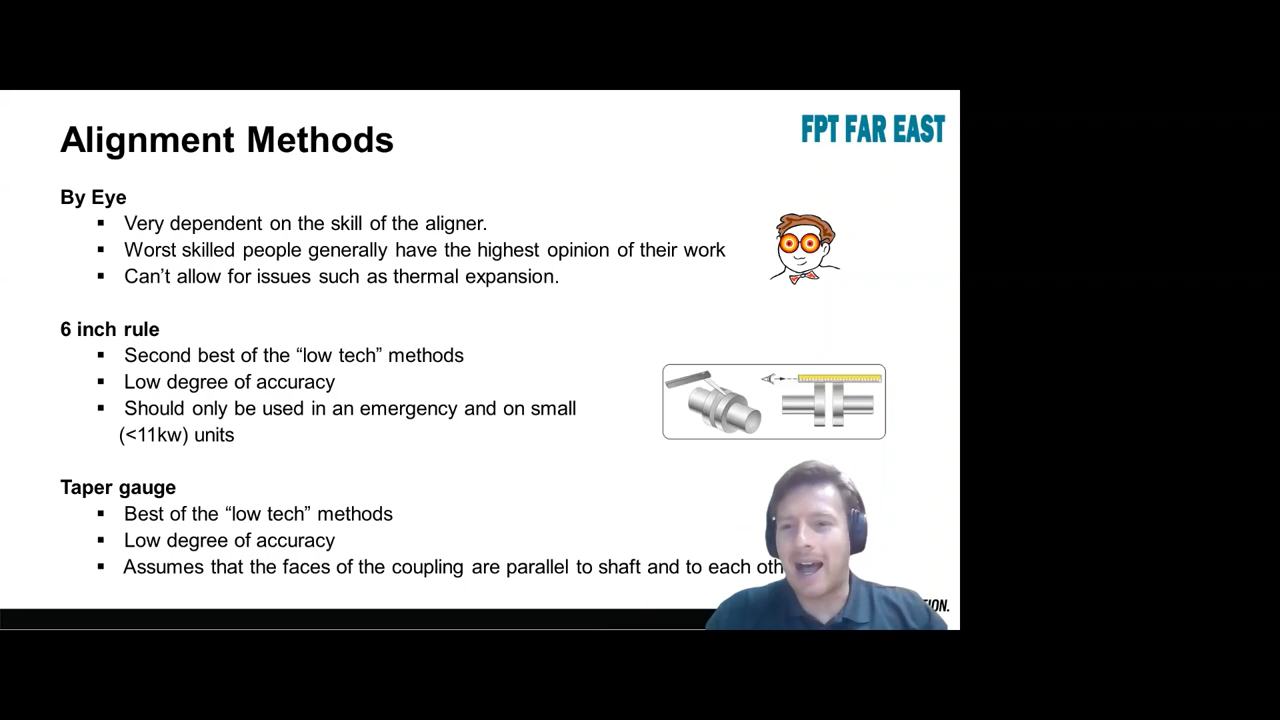 Alignment Methods
FPT FAR EAST
By Eye
▪ Very dependent on the skill of the aligner.
▪ Worst skilled people generally have the highest opinion of their work
▪ Can’t allow for issues such as thermal expansion.
6 inch rule
▪ Second best of the “low tech” methods
▪ Low degree of accuracy
▪ Should only be used in an emergency and on small
(<11kw) units
Taper gauge
▪ Best of the “low tech” methods
▪ Low degree of accuracy
▪ Assumes that the faces of the coupling are parallel to shaft and to each